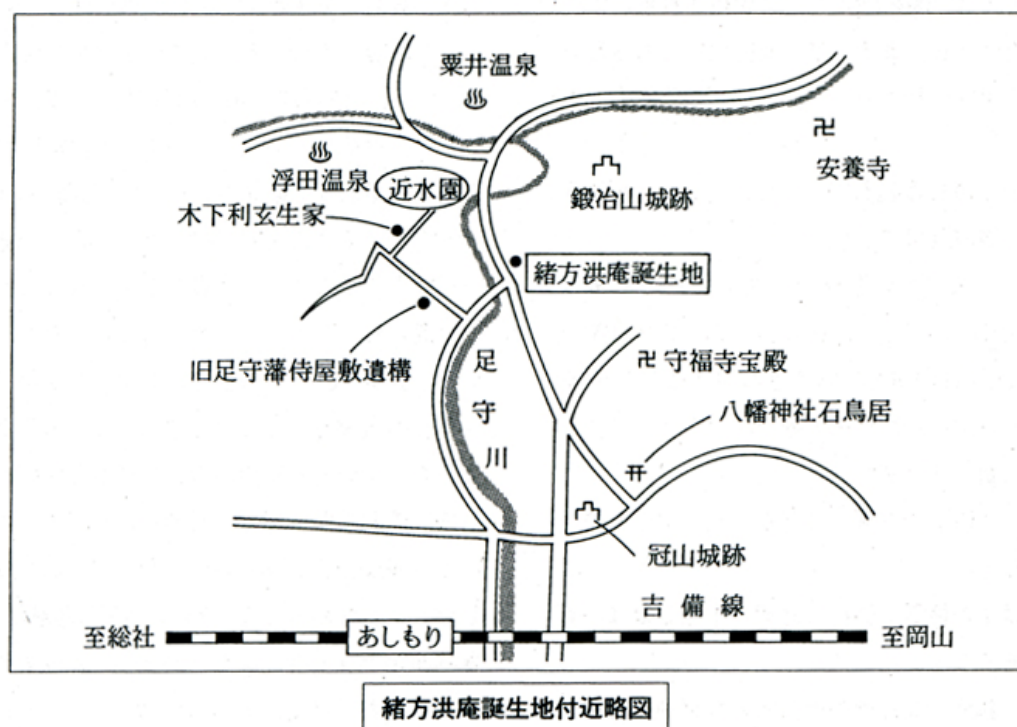 粟井温泉
浮田温泉
近水園
卍
安養寺
鍛冶山城跡
木下利玄生家
緒方洪庵誕生地
旧足守藩侍屋敷遺構
足守川
卍守福寺宝殿
八幡神社石鳥居
冠山城跡
吉備線
至総社
あしもり
至岡山
緒方洪庵誕生地付近略図